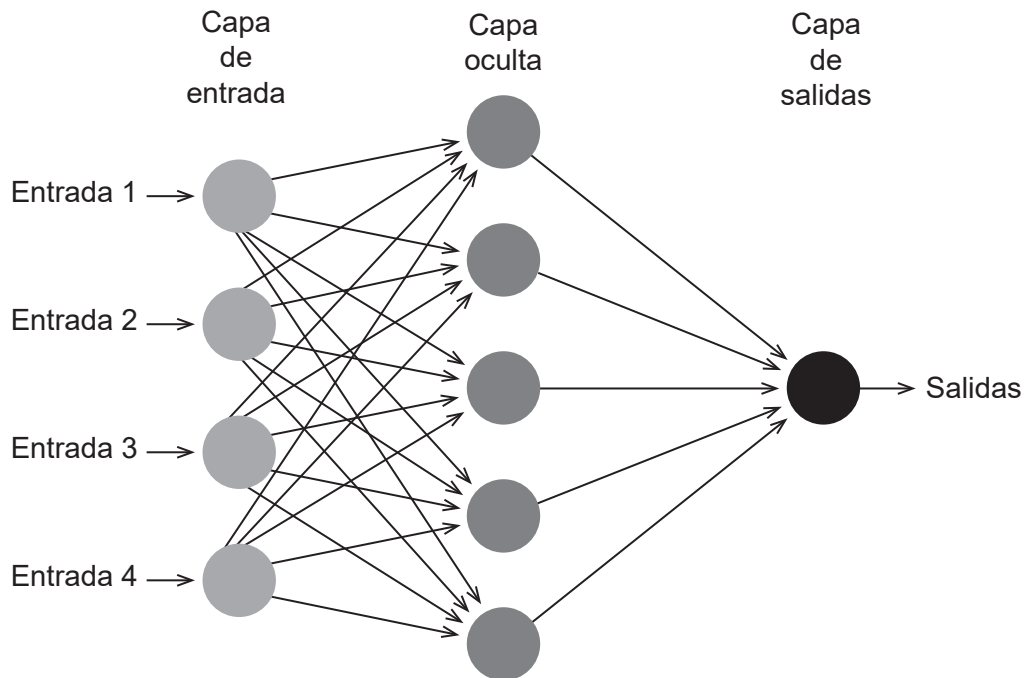 Capa
de
entrada
Capa
oculta
Capa
de
salidas
Entrada 1
Entrada 2
Entrada 3
Entrada 4
Salidas